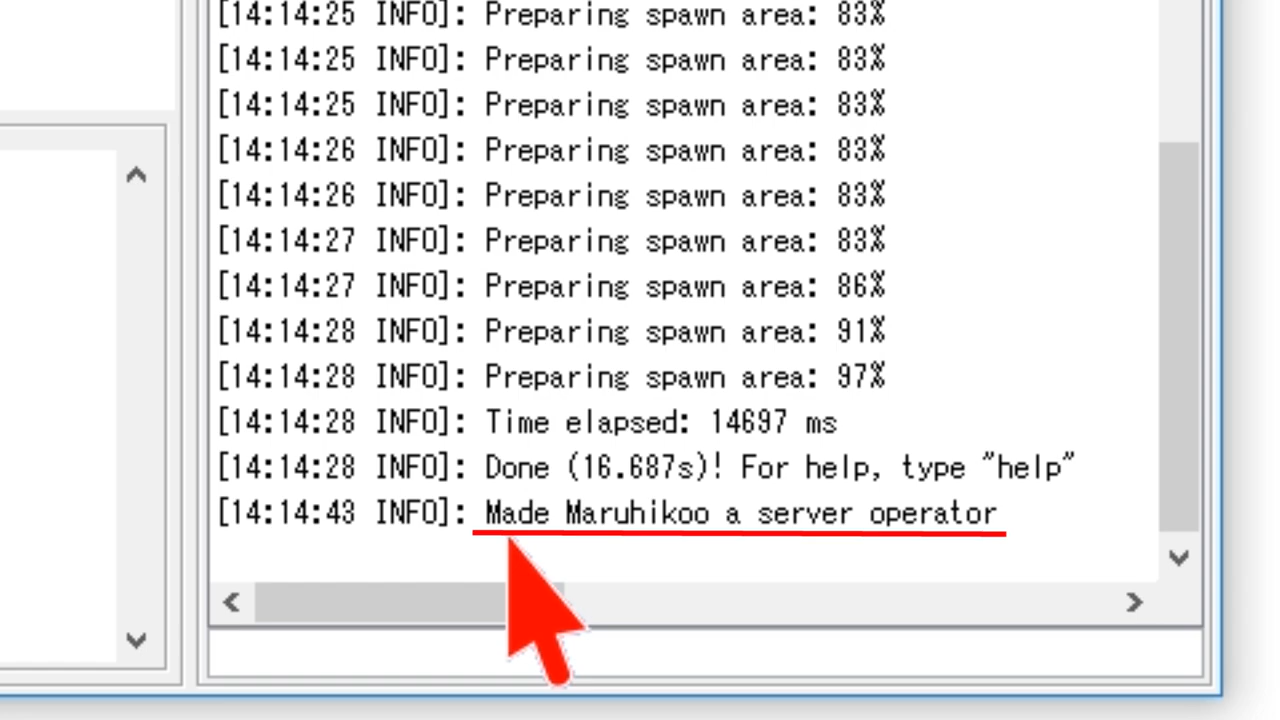 [14:14:25 INFO]: Preparing spawn area: 83%
[14:14:25 INFO]: Preparing spawn area: 83%
[14:14:25 INFO]: Preparing spawn area: 83%
[14:14:26 INFO]: Preparing spawn area: 83%
[14:14:26 INFO]: Preparing spawn area: 83%
[14:14:27 INFO]: Preparing spawn area: 83%
[14:14:27 INFO]: Preparing spawn area: 86%
[14:14:28 INFO]: Preparing spawn area: 91%
[14:14:28 INFO]: Preparing spawn area: 97%
[14:14:28 INFO]: Time elapsed: 14697 ms
[14:14:28 INFO]: Done (16.687s)! For help, type "help"
[14:14:43 INFO]: Made Maruhikoo a server operator